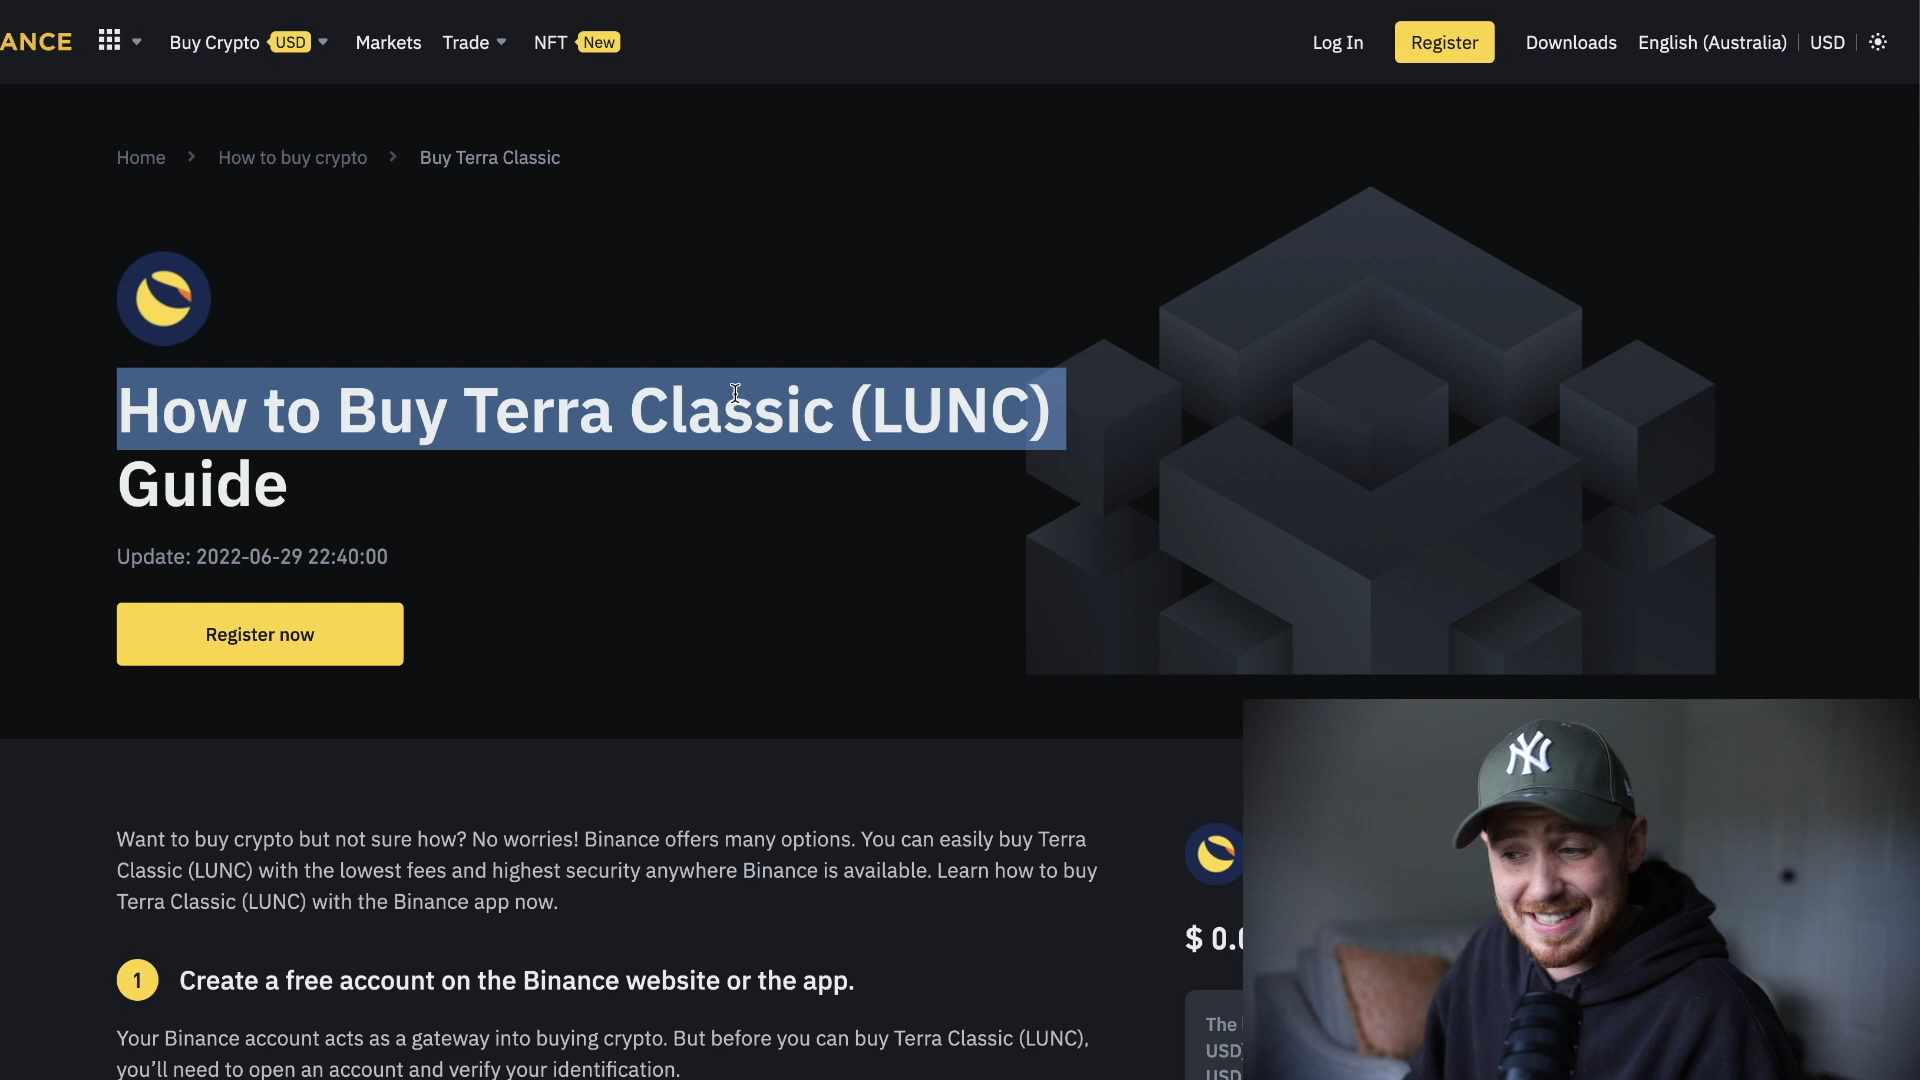 ANCE
Buy Crypto USD
Markets
Trade
NFT New
Log In
Register
Downloads
English (Australia)
USD
Home > How to buy crypto > Buy Terra Classic
How to Buy Terra Classic (LUNC)
Guide
Update: 2022-06-29 22:40:00
Register now
Want to buy crypto but not sure how? No worries! Binance offers many options. You can easily buy Terra
Classic (LUNC) with the lowest fees and highest security anywhere Binance is available. Learn how to buy
Terra Classic (LUNC) with the Binance app now.
1 Create a free account on the Binance website or the app.
Your Binance account acts as a gateway into buying crypto. But before you can buy Terra Classic (LUNC),
you’ll need to open an account and verify your identification.
$ 0.
The
USD
USD
NY